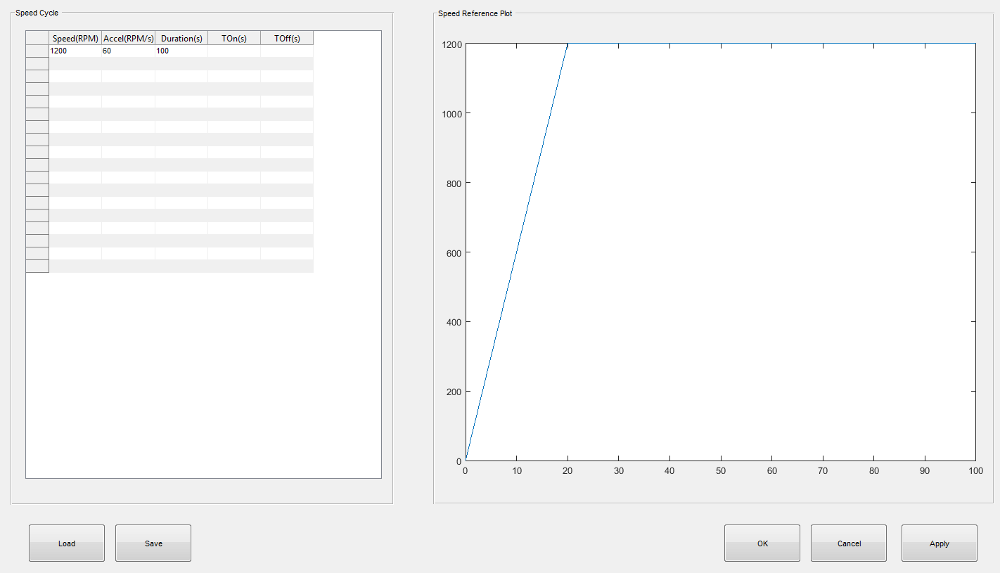 Speed Cycle
Speed(RPM) Accel(RPM/s) Duration(s) TOn(s) TOff(s)
1200 60 100
Speed Reference Plot
1200
1000
800
600
400
200
0
0 10 20 30 40 50 60 70 80 90 100
Load Save OK Cancel Apply